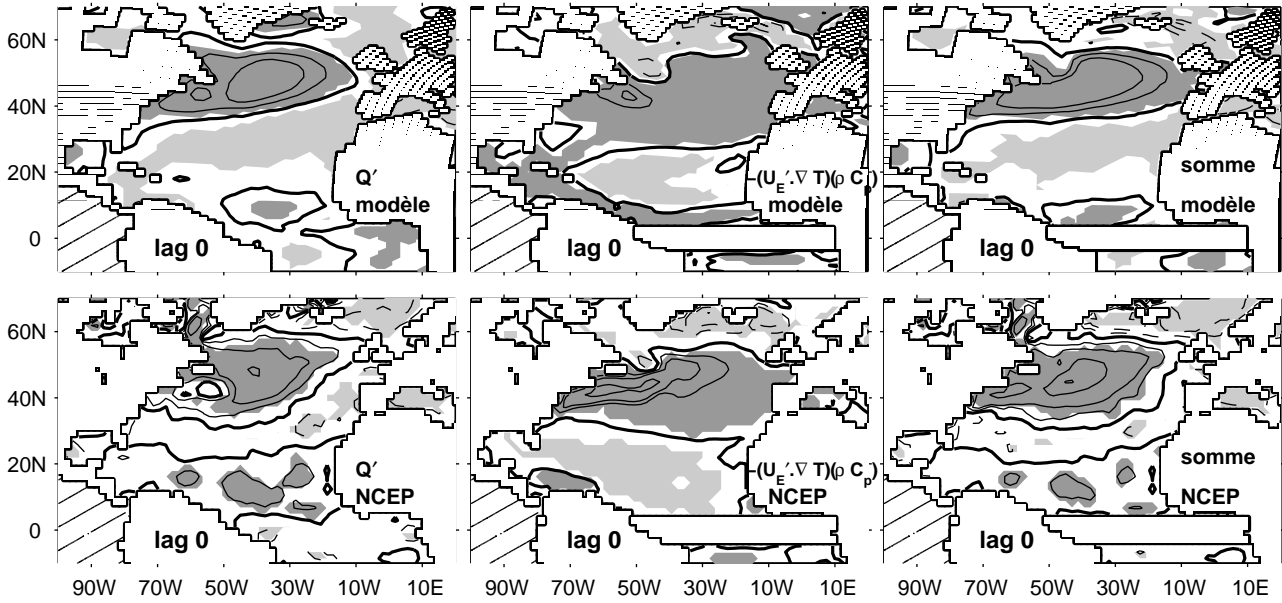 60N
40N
20N
0
Q′
modèle
lag 0
-(U_E′.∇ T)(ρ C_p)
modèle
lag 0
somme
modèle
lag 0
60N
40N
20N
0
Q′
NCEP
lag 0
-(U_E′.∇ T)(ρ C_p)
NCEP
lag 0
somme
NCEP
lag 0
90W 70W 50W 30W 10W 10E
90W 70W 50W 30W 10W 10E
90W 70W 50W 30W 10W 10E